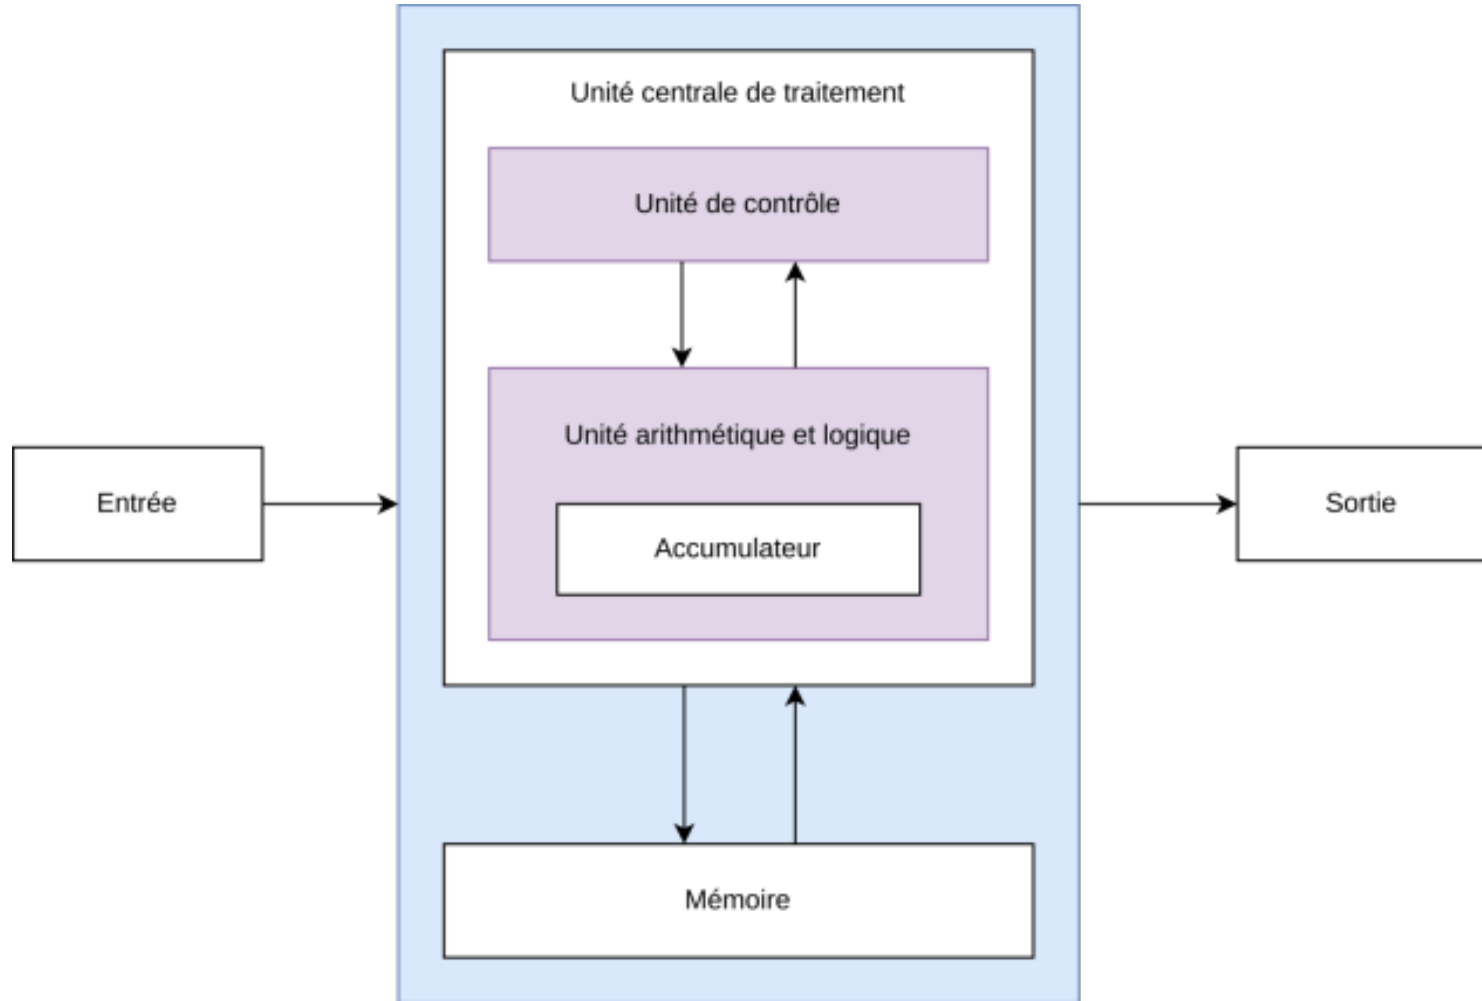 Unité centrale de traitement
Unité de contrôle
Unité arithmétique et logique
Entrée
Sortie
Accumulateur
Mémoire